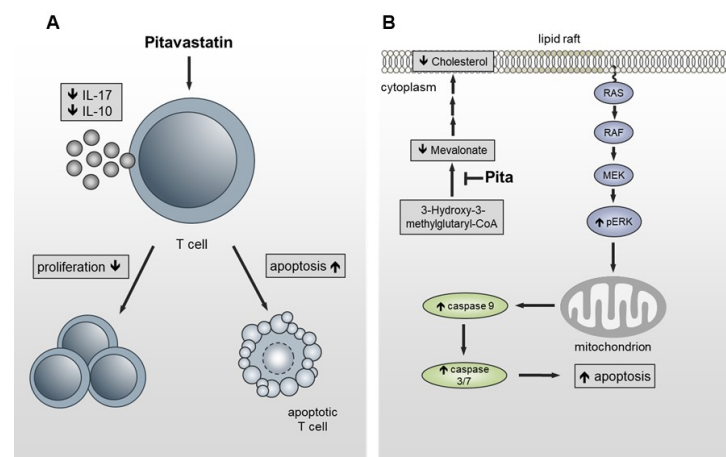 A
Pitavastatin
↓ IL-17
↓ IL-10
T cell
proliferation ↓
apoptosis ↑
apoptotic
T cell
B
lipid raft
↓ Cholesterol
cytoplasm
RAS
RAF
↓ Mevalonate
MEK
Pita
3-Hydroxy-3-
methylglutaryl-CoA
↑ pERK
↑ caspase 9
mitochondrion
↑ caspase
3/7
↑ apoptosis